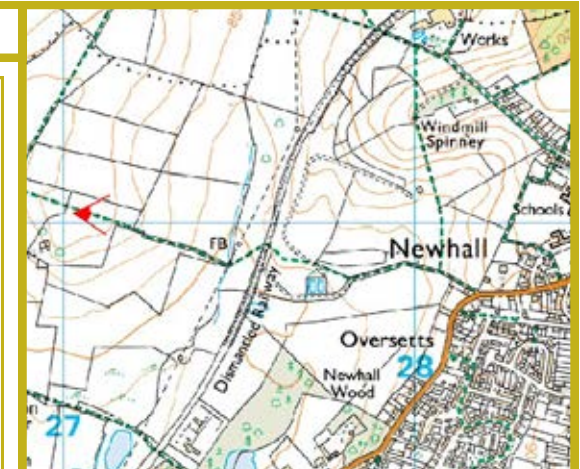 Works
Windmill
Spinney
Schools
FB
Newhall
Dismantled Railway
Oversetts
28
Newhall
Wood
27